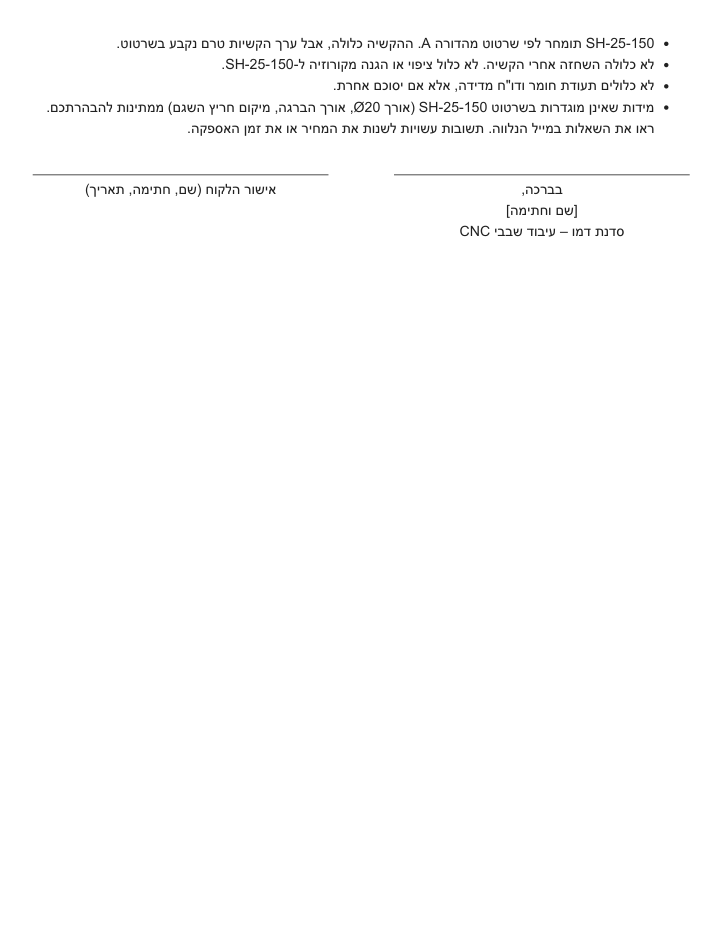 • SH-25-150 תומחר לפי שרטוט מהדורה A. ההקשיה כלולה, אבל ערך הקשיות טרם נקבע בשרטוט.
• לא כלולה השחזה אחרי הקשיה. לא כלול ציפוי או הגנה מקורוזיה ל-SH-25-150.
• לא כלולים תעודת חומר ודו"ח מדידה, אלא אם יסוכם אחרת.
• מידות שאינן מוגדרות בשרטוט SH-25-150 (אורך Ø20, אורך הברגה, מיקום חריץ השגם) ממתינות להבהרתכם.
ראו את השאלות במייל הנלווה. תשובות עשויות לשנות את המחיר או את זמן האספקה.
בברכה,
[שם וחתימה]
סדנת דמו – עיבוד שבבי CNC
אישור הלקוח (שם, חתימה, תאריך)